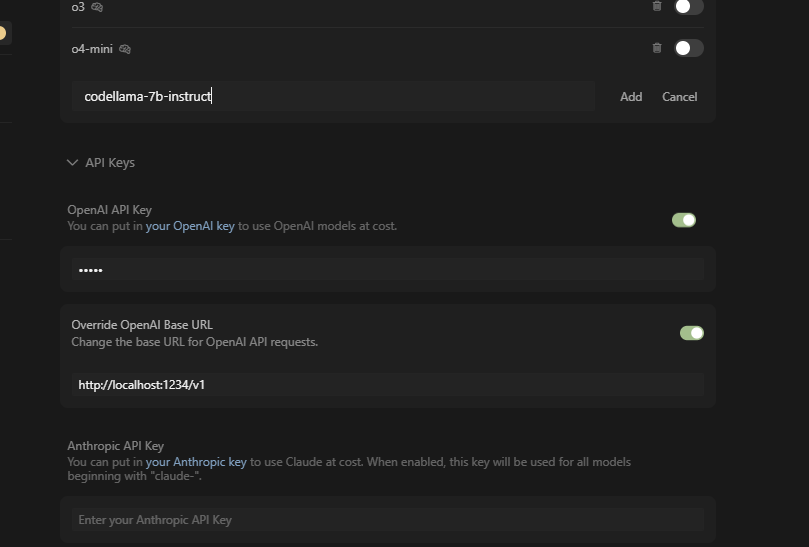 o3
o4-mini
codellama-7b-instruct
Add
Cancel
API Keys
OpenAI API Key
You can put in your OpenAI key to use OpenAI models at cost.
•••••
Override OpenAI Base URL
Change the base URL for OpenAI API requests.
http://localhost:1234/v1
Anthropic API Key
You can put in your Anthropic key to use Claude at cost. When enabled, this key will be used for all models
beginning with "claude-".
Enter your Anthropic API Key